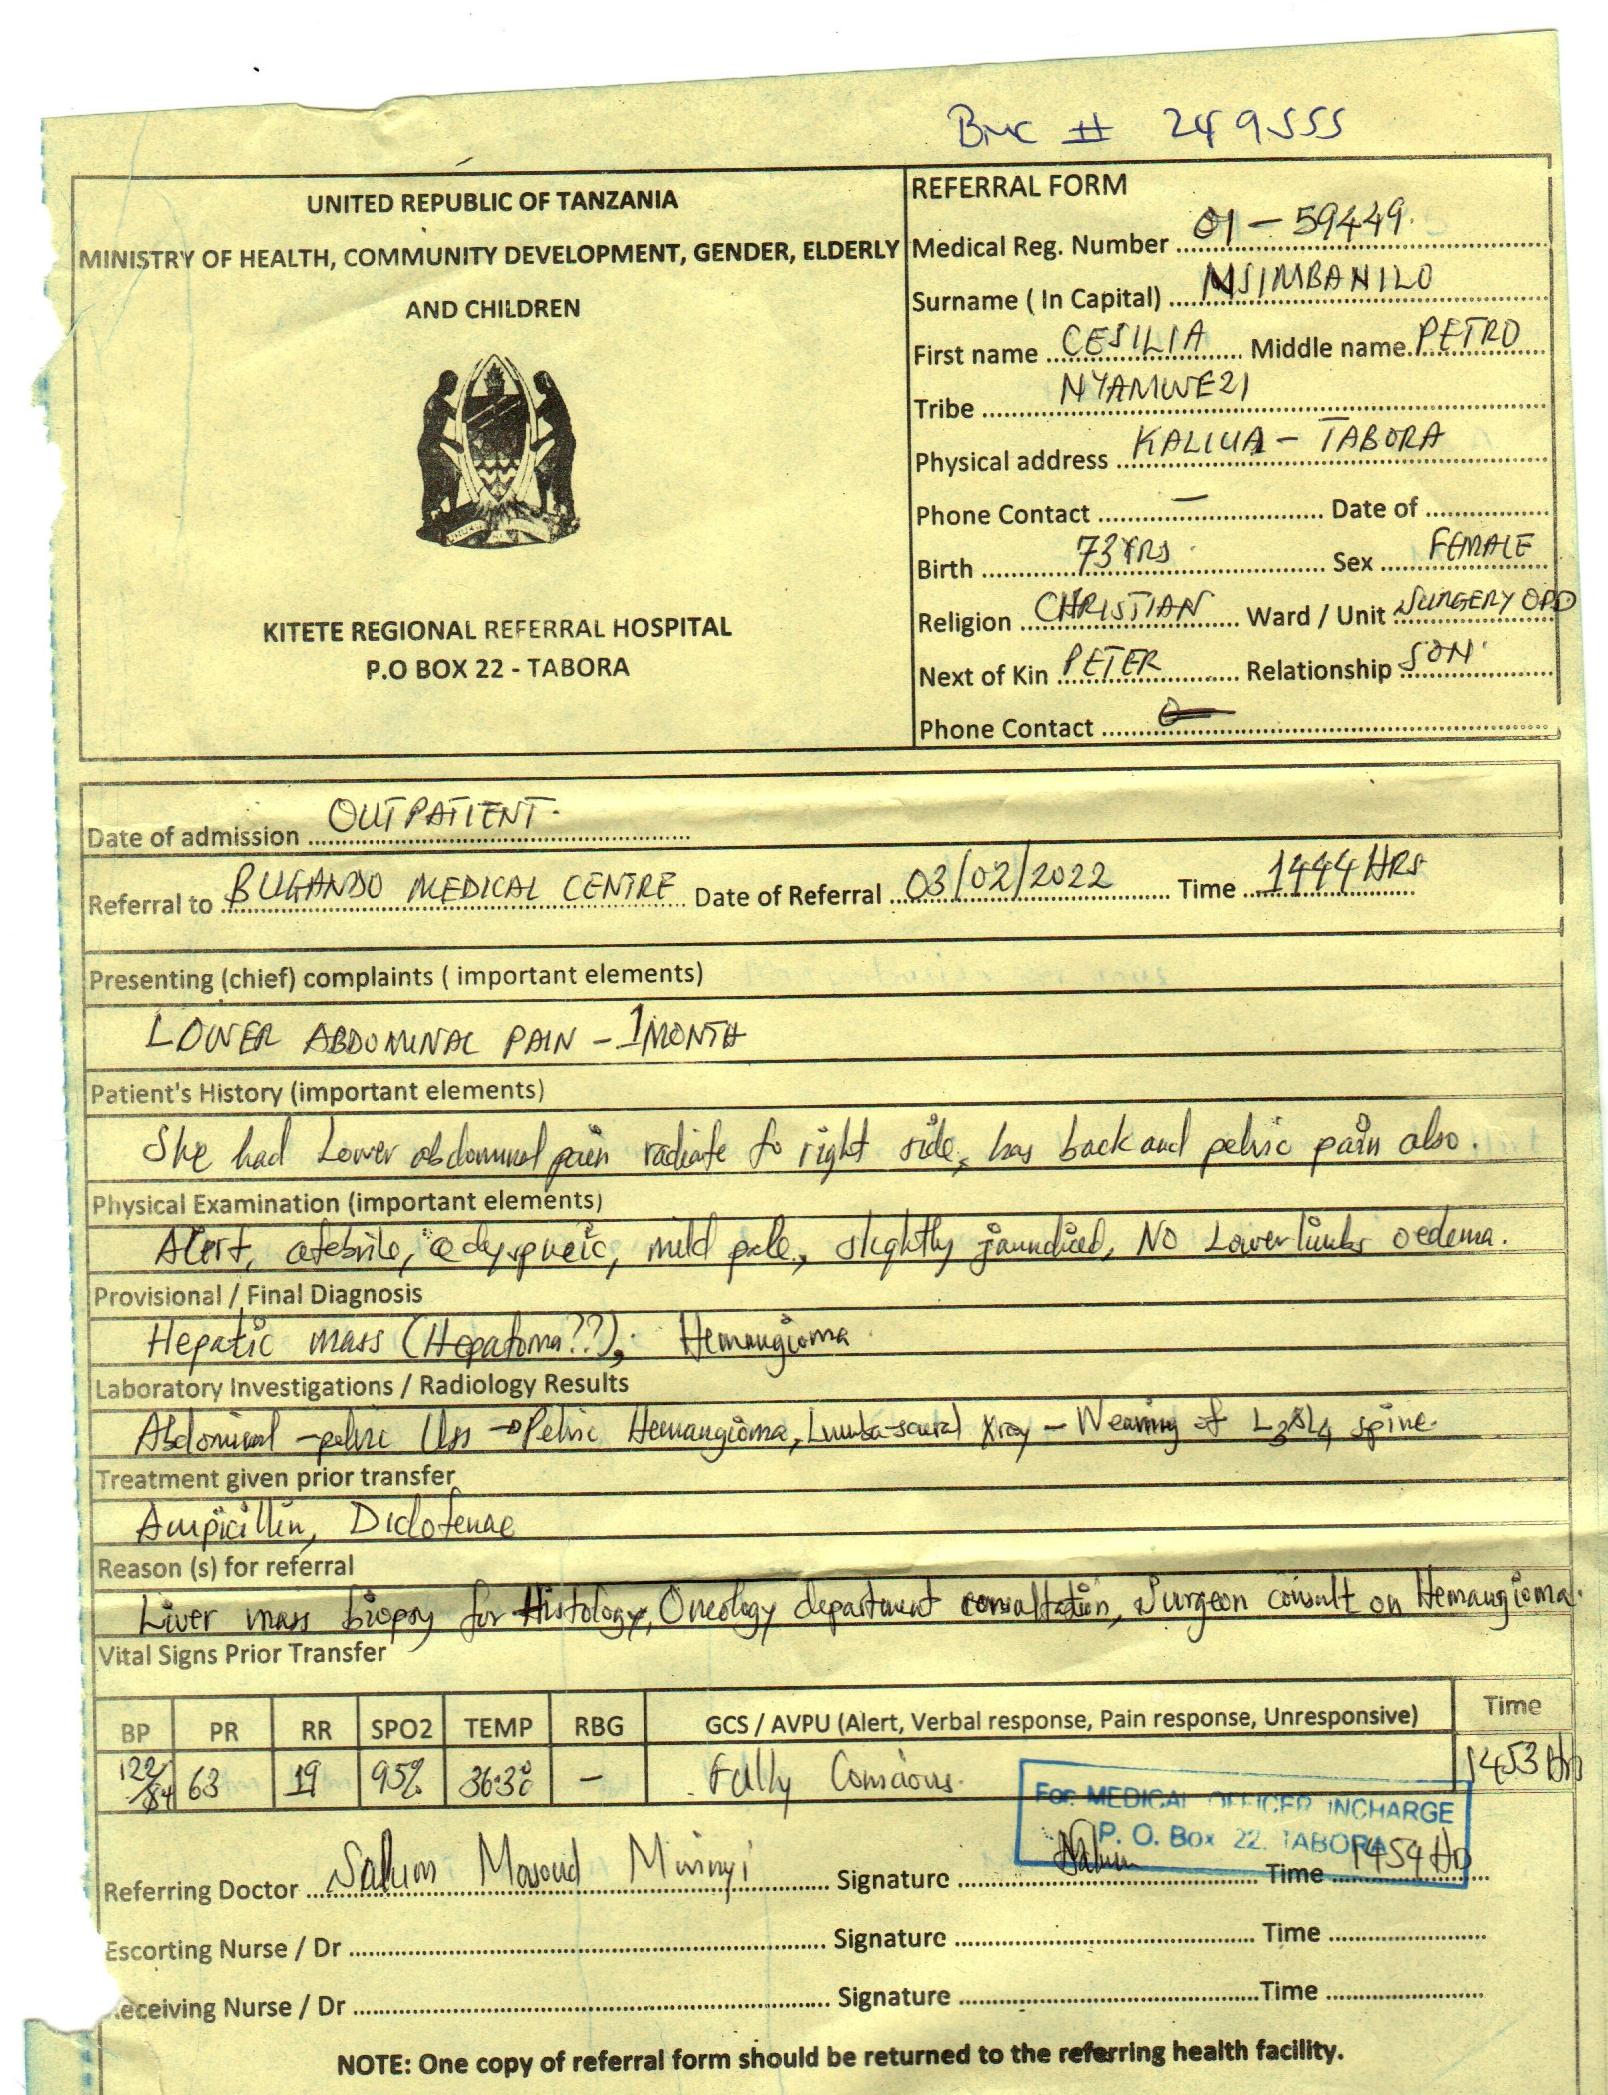 BMC # 249555
UNITED REPUBLIC OF TANZANIA
MINISTRY OF HEALTH, COMMUNITY DEVELOPMENT, GENDER, ELDERLY
AND CHILDREN
KITETE REGIONAL REFERRAL HOSPITAL
P.O BOX 22 - TABORA
REFERRAL FORM
Medical Reg. Number 01-59449.
Surname ( In Capital) MSIMBANILO
First name CESILIA Middle name PETRO
Tribe NYAMWEZI
Physical address KALIUA - TABORA
Phone Contact — Date of
Birth 73 YRS Sex FEMALE
Religion CHRISTIAN Ward / Unit SURGERY OPD
Next of Kin PETER Relationship SON
Phone Contact
Date of admission OUTPATIENT.
Referral to BUGANDO MEDICAL CENTRE Date of Referral 03/02/2022 Time 1444 HRS
Presenting (chief) complaints ( important elements)
LOWER ABDOMINAL PAIN - 1 MONTH
Patient's History (important elements)
She had Lower abdominal pain radiate to right side, has back and pelvic pain also.
Physical Examination (important elements)
Alert, afebrile, adyspneic, mild pale, slightly jaundiced, NO Lower limbs oedema.
Provisional / Final Diagnosis
Hepatic mass (Hepatoma??), Hemangioma
Laboratory Investigations / Radiology Results
Abdominal - pelvic Uss → Pelvic Hemangioma, Lumba-scural Xray - Wearing of L3&L4 spine.
Treatment given prior transfer
Ampicillin, Diclofenac
Reason (s) for referral
Liver mass biopsy for Histology, Oncology department consultation, Surgeon consult on Hemangioma.
Vital Signs Prior Transfer
BP PR RR SPO2 TEMP RBG GCS / AVPU (Alert, Verbal response, Pain response, Unresponsive) Time
122/84 63 19 95% 36.3°C — Fully Conscious. 1453 Hrs
For. MEDICAL OFFICER INCHARGE
P. O. Box 22. TABORA
Referring Doctor Salum Masoud Signature Salum Time 1454 Hrs
Escorting Nurse / Dr Signature Time
Receiving Nurse / Dr Signature Time
NOTE: One copy of referral form should be returned to the referring health facility.